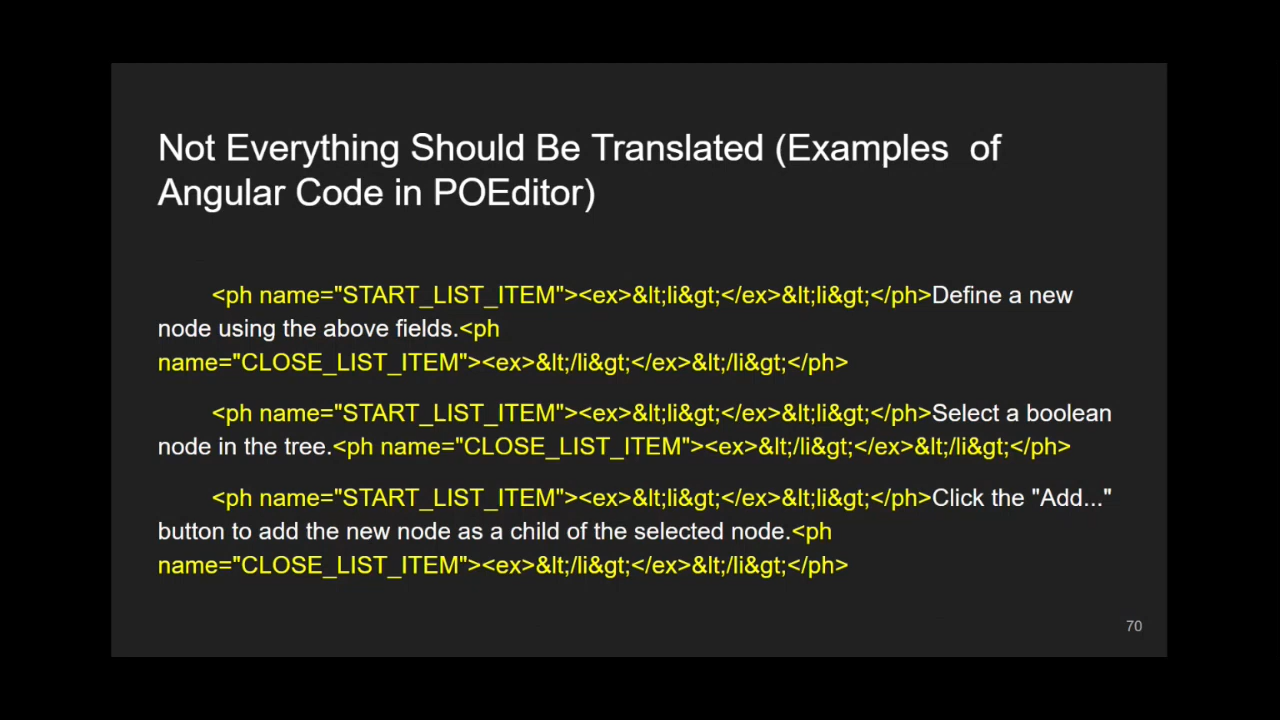 Not Everything Should Be Translated (Examples  of
Angular Code in POEditor)
<ph name="START_LIST_ITEM"><ex>&lt;li&gt;</ex>&lt;li&gt;</ph>Define a new
node using the above fields.<ph
name="CLOSE_LIST_ITEM"><ex>&lt;/li&gt;</ex>&lt;/li&gt;</ph>
<ph name="START_LIST_ITEM"><ex>&lt;li&gt;</ex>&lt;li&gt;</ph>Select a boolean
node in the tree.<ph name="CLOSE_LIST_ITEM"><ex>&lt;/li&gt;</ex>&lt;/li&gt;</ph>
<ph name="START_LIST_ITEM"><ex>&lt;li&gt;</ex>&lt;li&gt;</ph>Click the "Add..."
button to add the new node as a child of the selected node.<ph
name="CLOSE_LIST_ITEM"><ex>&lt;/li&gt;</ex>&lt;/li&gt;</ph>
70